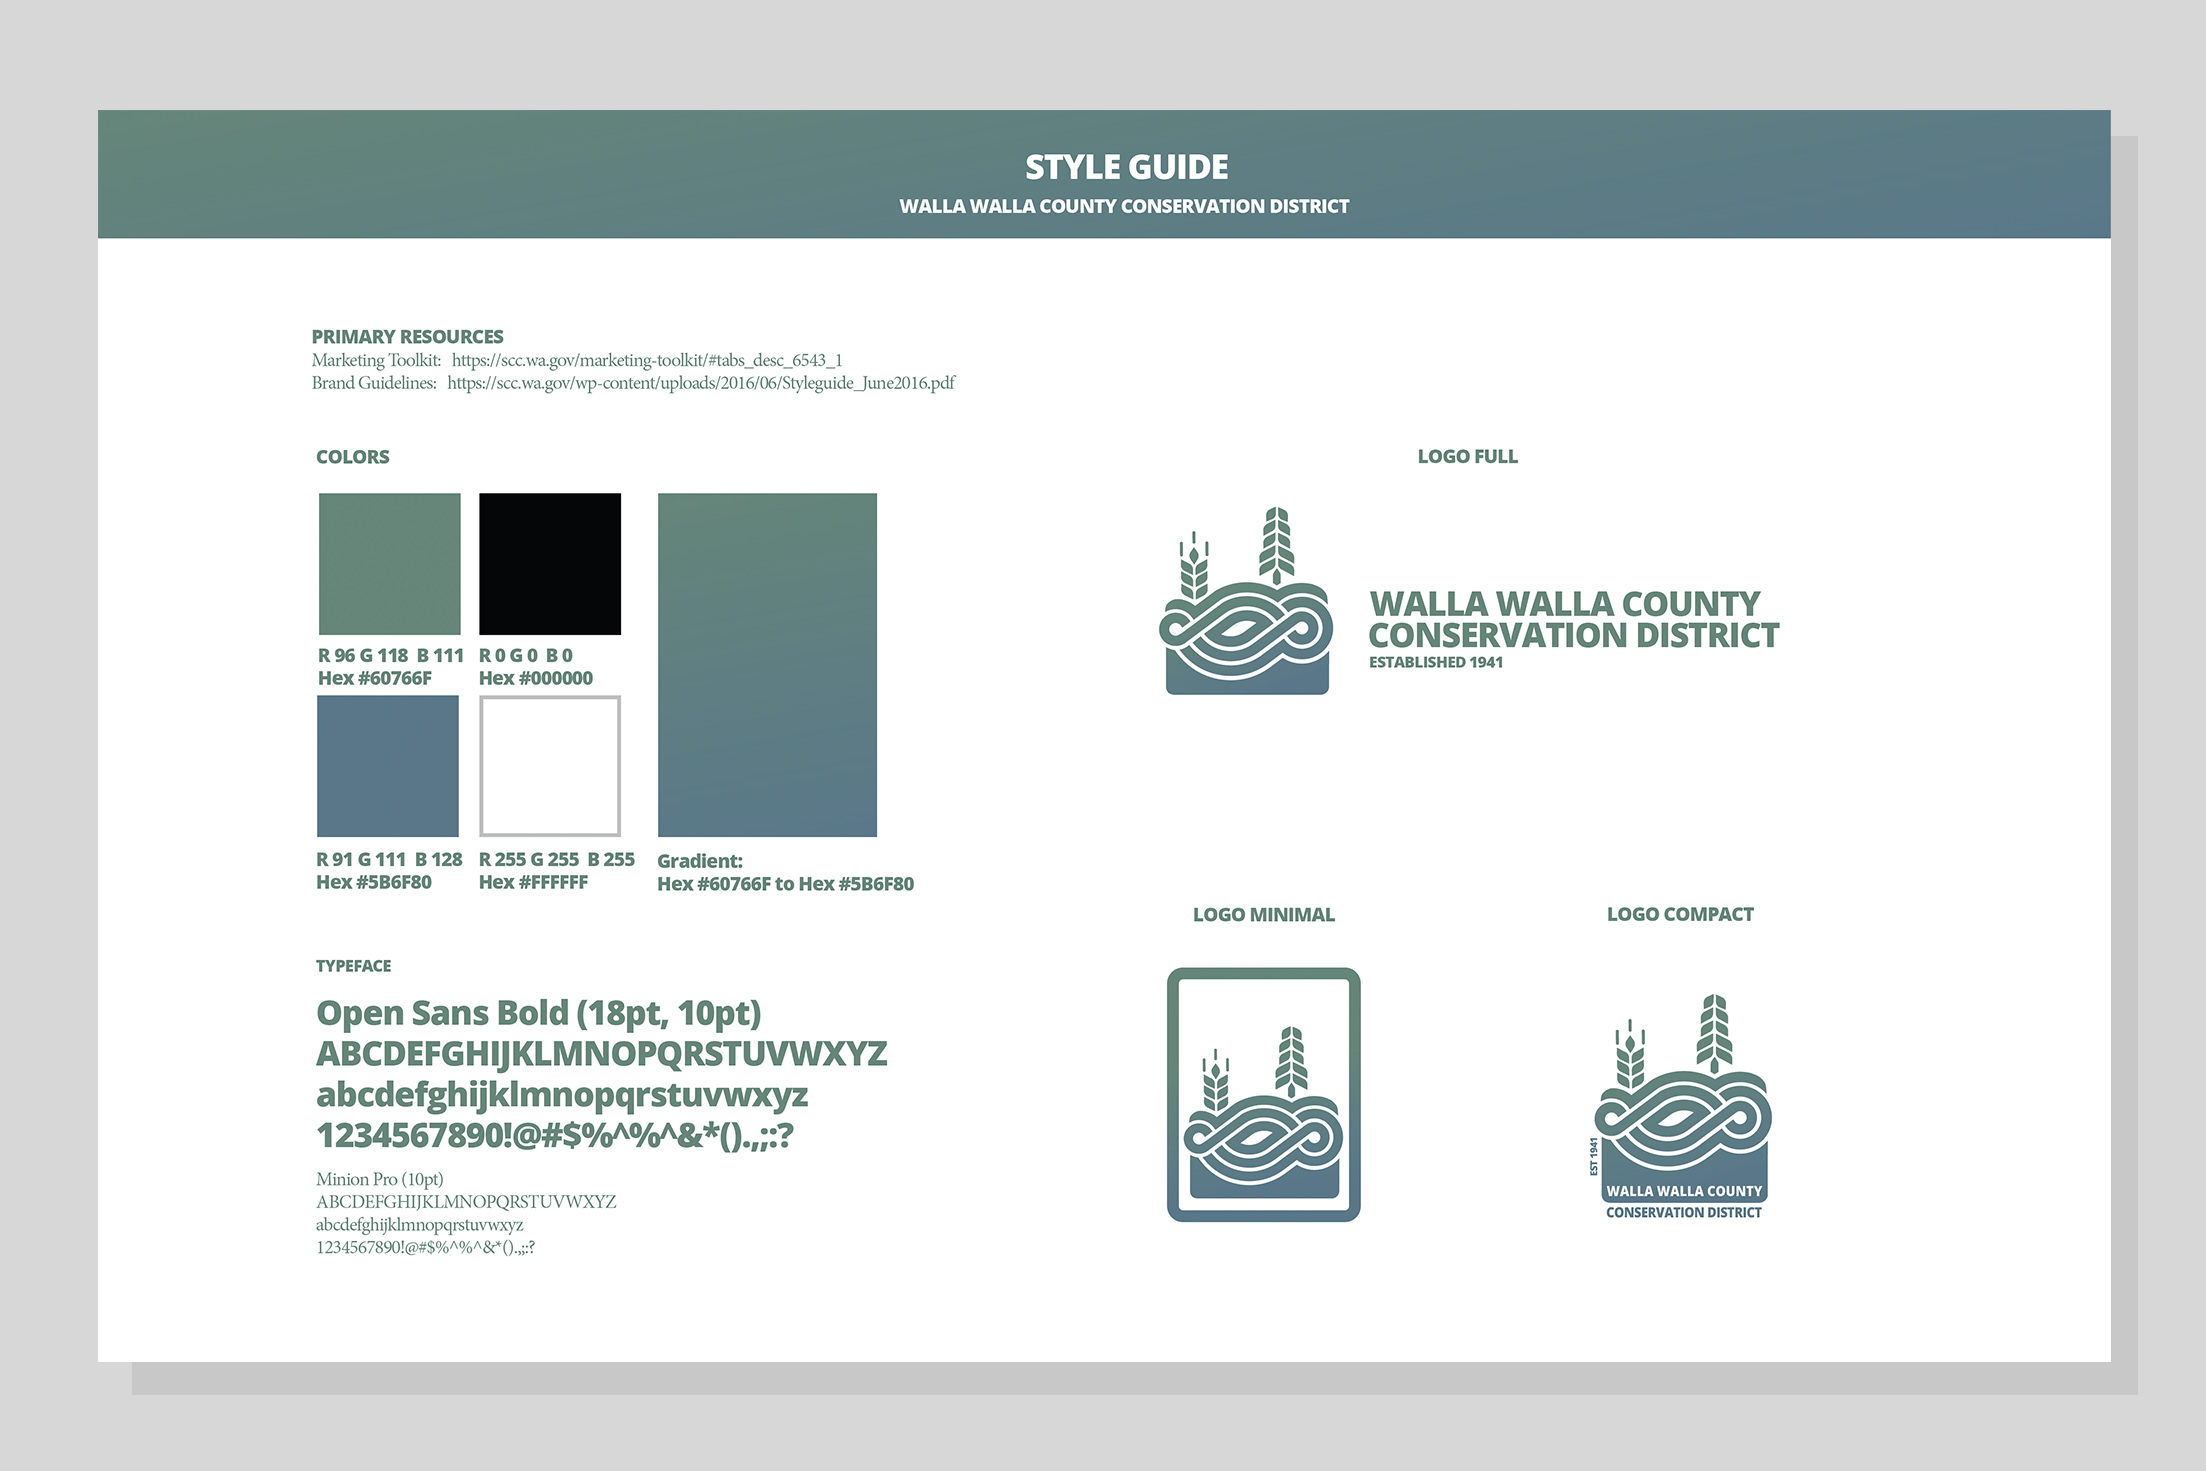 STYLE GUIDE
WALLA WALLA COUNTY CONSERVATION DISTRICT
PRIMARY RESOURCES
Marketing Toolkit: https://scc.wa.gov/marketing-toolkit/#tabs_desc_6543_1
Brand Guidelines: https://scc.wa.gov/wp-content/uploads/2016/06/Styleguide_June2016.pdf
COLORS
R 96 G 118 B 111
Hex #60766F
R 0 G 0 B 0
Hex #000000
R 91 G 111 B 128
Hex #5B6F80
R 255 G 255 B 255
Hex #FFFFFF
Gradient:
Hex #60766F to Hex #5B6F80
TYPEFACE
Open Sans Bold (18pt, 10pt)
ABCDEFGHIJKLMNOPQRSTUVWXYZ
abcdefghijklmnopqrstuvwxyz
1234567890!@#$%^%^&*().,;:?
Minion Pro (10pt)
ABCDEFGHIJKLMNOPQRSTUVWXYZ
abcdefghijklmnopqrstuvwxyz
1234567890!@#$%^%^&*().,;:?
LOGO FULL
WALLA WALLA COUNTY
CONSERVATION DISTRICT
ESTABLISHED 1941
LOGO MINIMAL
LOGO COMPACT
EST 1941
WALLA WALLA COUNTY
CONSERVATION DISTRICT